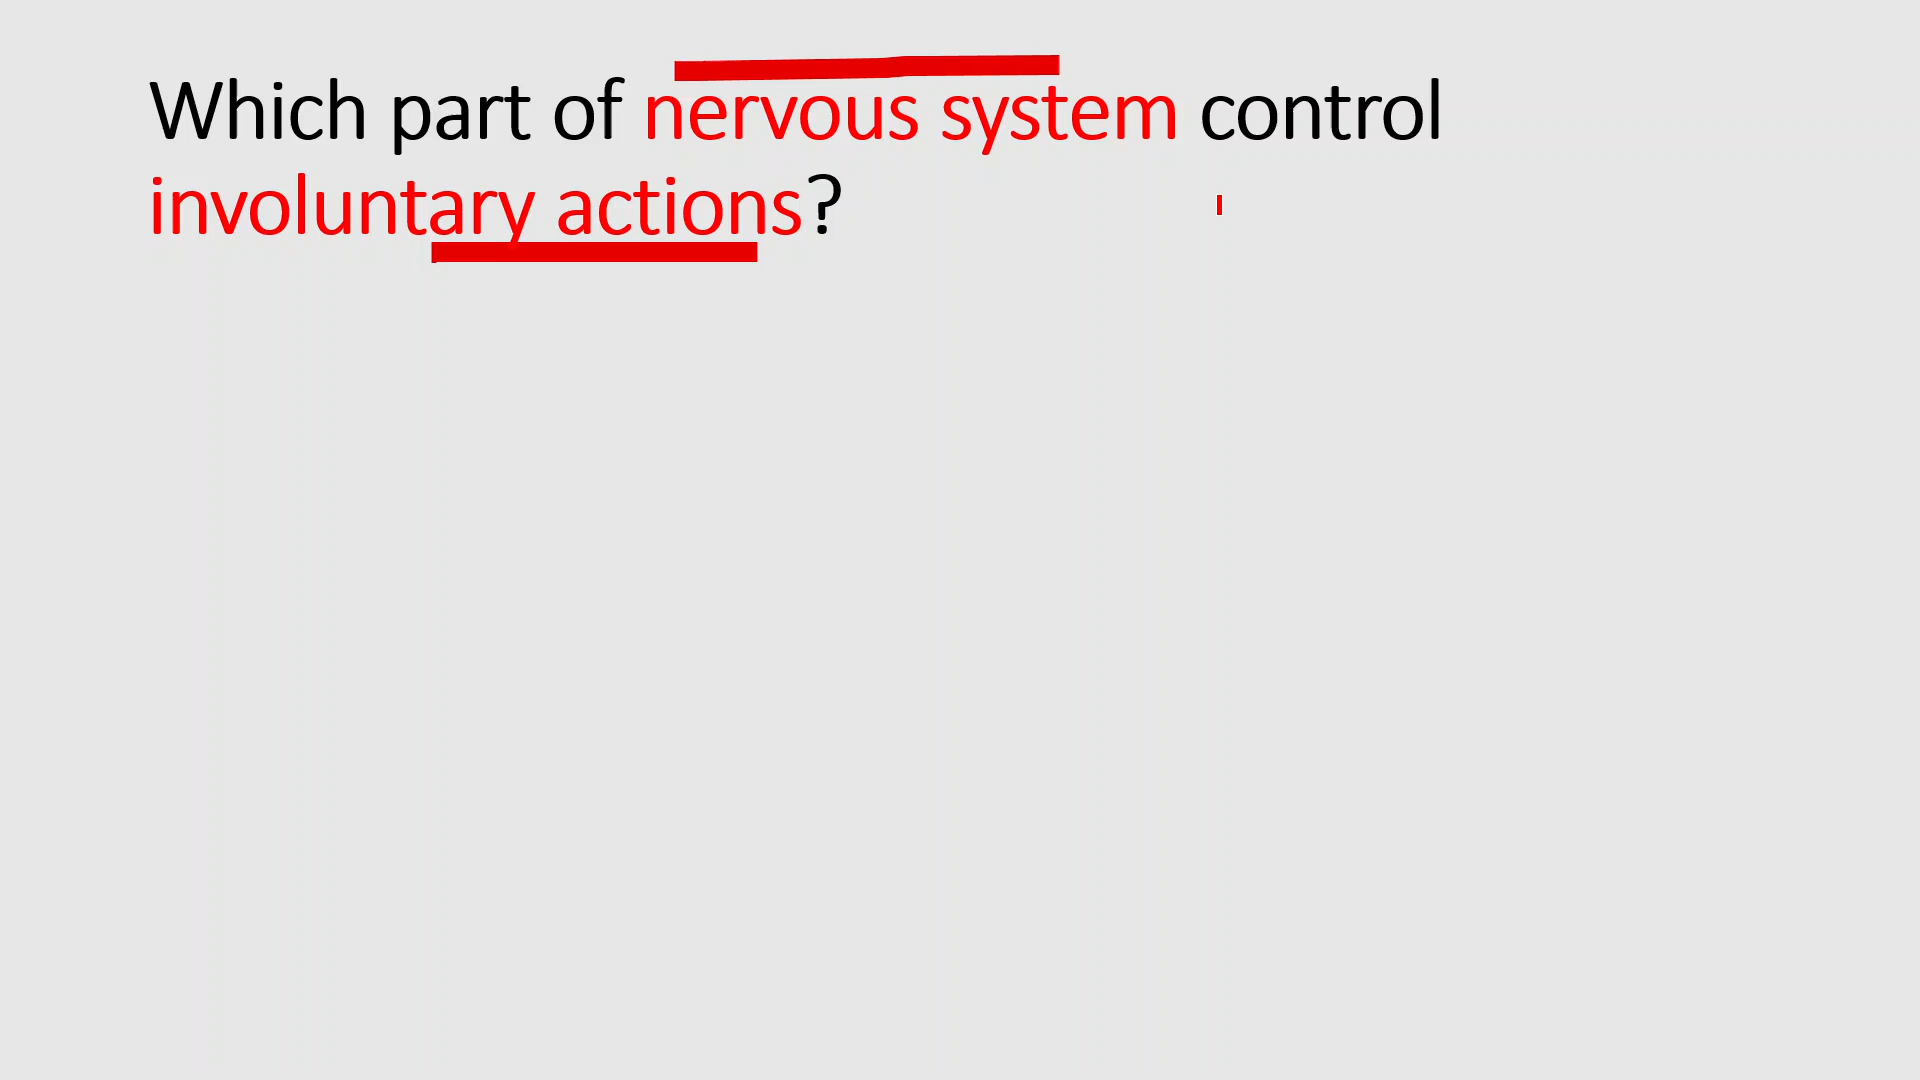 Which part of nervous system control
involuntary actions?